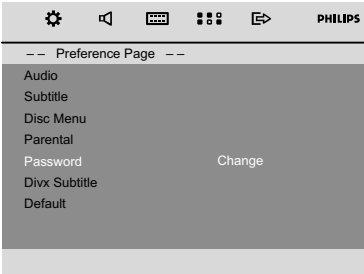 PHILIPS
-- Preference Page --
Audio
Subtitle
Disc Menu
Parental
Password Change
Divx Subtitle
Default